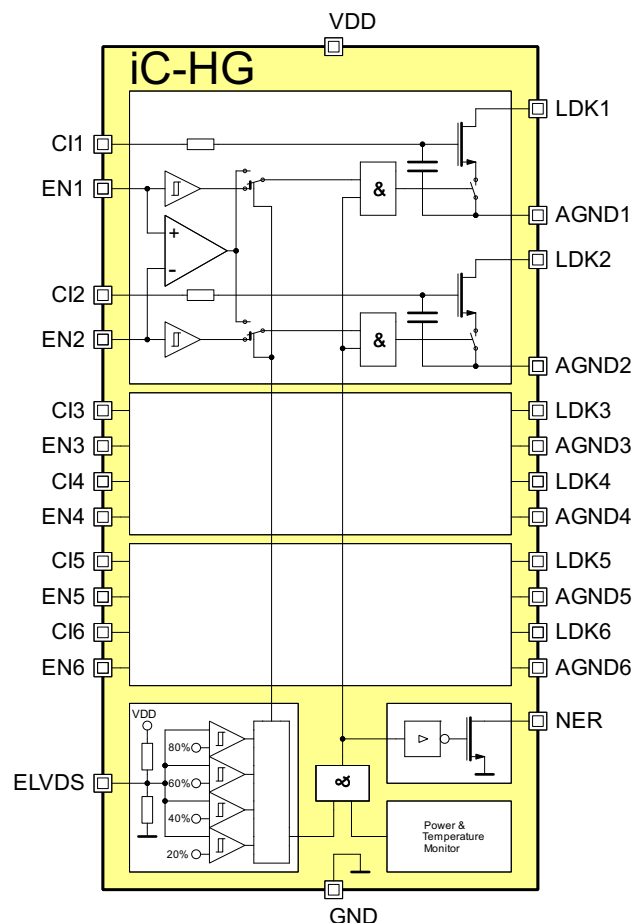 VDD
iC-HG
CI1
LDK1
EN1
&
AGND1
+
-
LDK2
CI2
EN2
&
AGND2
CI3
LDK3
EN3
AGND3
CI4
LDK4
EN4
AGND4
CI5
LDK5
EN5
AGND5
CI6
LDK6
EN6
AGND6
VDD
NER
80%
ELVDS
60%
&
40%
20%
Power &
Temperature
Monitor
GND